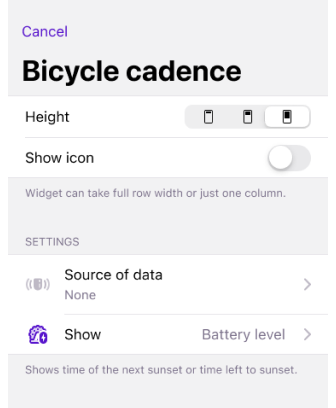 Cancel
Bicycle cadence
Height
Show icon
Widget can take full row width or just one column.
SETTINGS
Source of data
None
Show
Battery level
Shows time of the next sunset or time left to sunset.